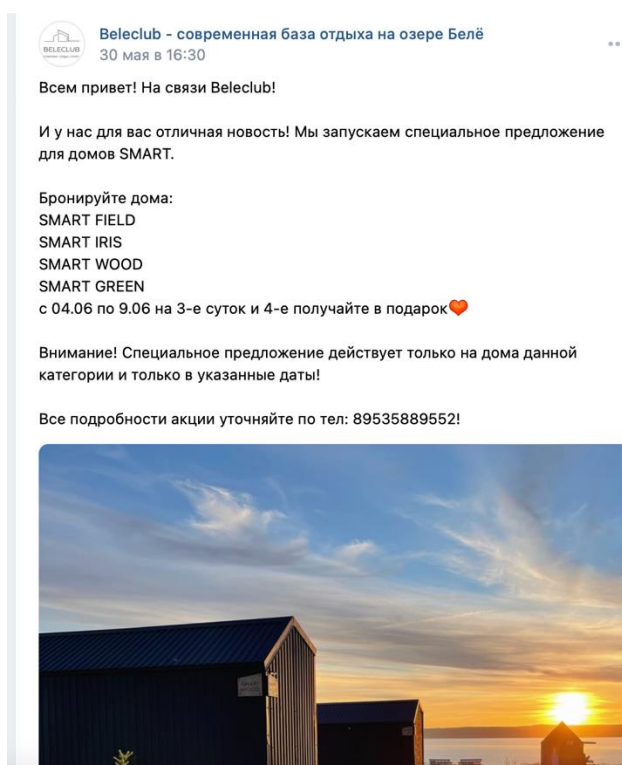 BELECLUB
Beleclub - современная база отдыха на озере Белё
30 мая в 16:30
Всем привет! На связи Beleclub!
И у нас для вас отличная новость! Мы запускаем специальное предложение
для домов SMART.
Бронируйте дома:
SMART FIELD
SMART IRIS
SMART WOOD
SMART GREEN
с 04.06 по 9.06 на 3-е суток и 4-е получайте в подарок
Внимание! Специальное предложение действует только на дома данной
категории и только в указанные даты!
Все подробности акции уточняйте по тел: 89535889552!